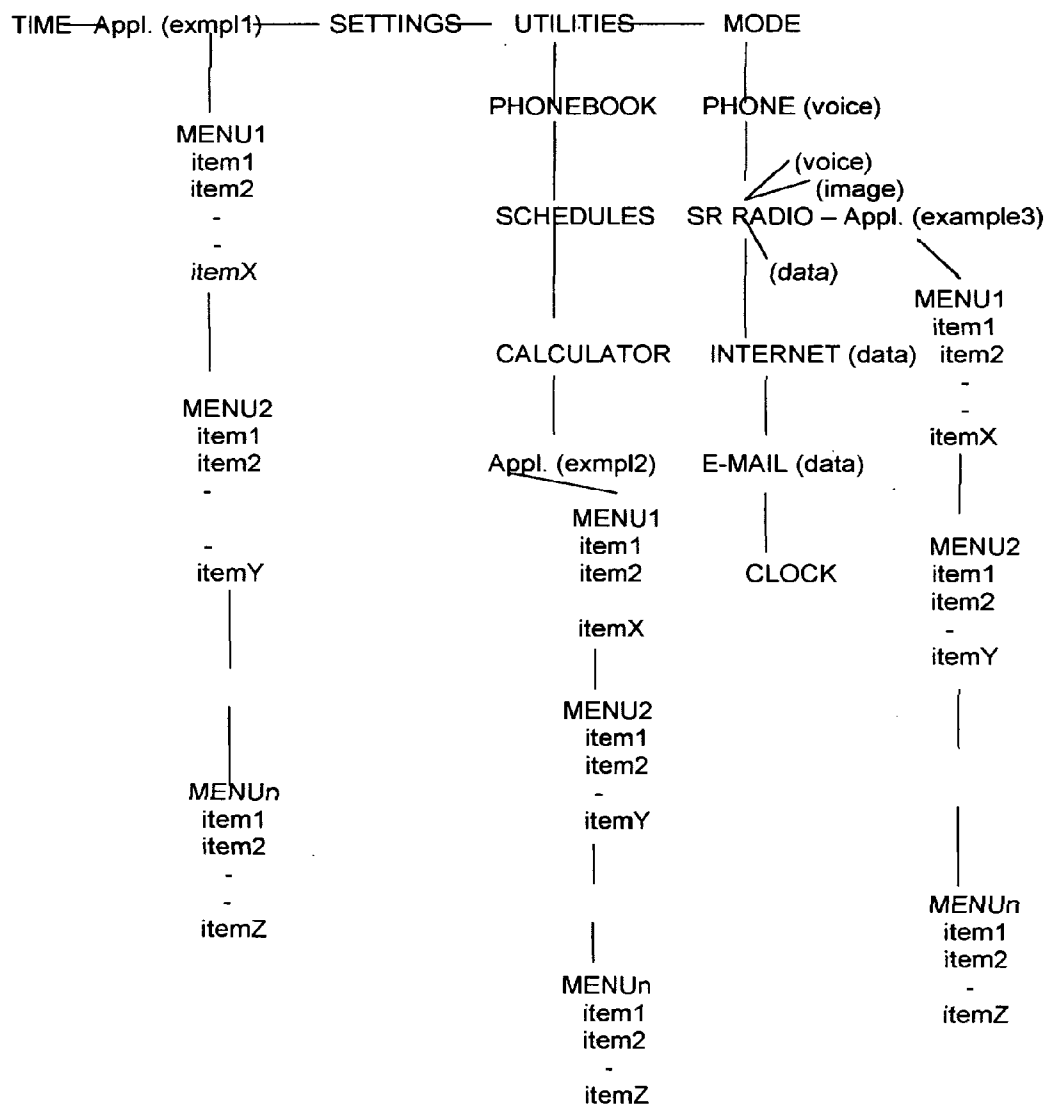 TIME Appl. (exmpl1) SETTINGS UTILITIES MODE
MENU1
item1
item2
-
-
itemX
MENU2
item1
item2
-
-
itemY
MENUn
item1
item2
-
-
itemZ
PHONEBOOK
SCHEDULES
CALCULATOR
Appl. (exmpl2)
MENU1
item1
item2
itemX
MENU2
item1
item2
-
itemY
MENUn
item1
item2
-
itemZ
PHONE (voice)
(voice)
(image)
SR RADIO – Appl. (example3)
(data)
INTERNET (data)
E-MAIL (data)
CLOCK
MENU1
item1
item2
-
-
itemX
MENU2
item1
item2
-
itemY
MENUn
item1
item2
-
itemZ